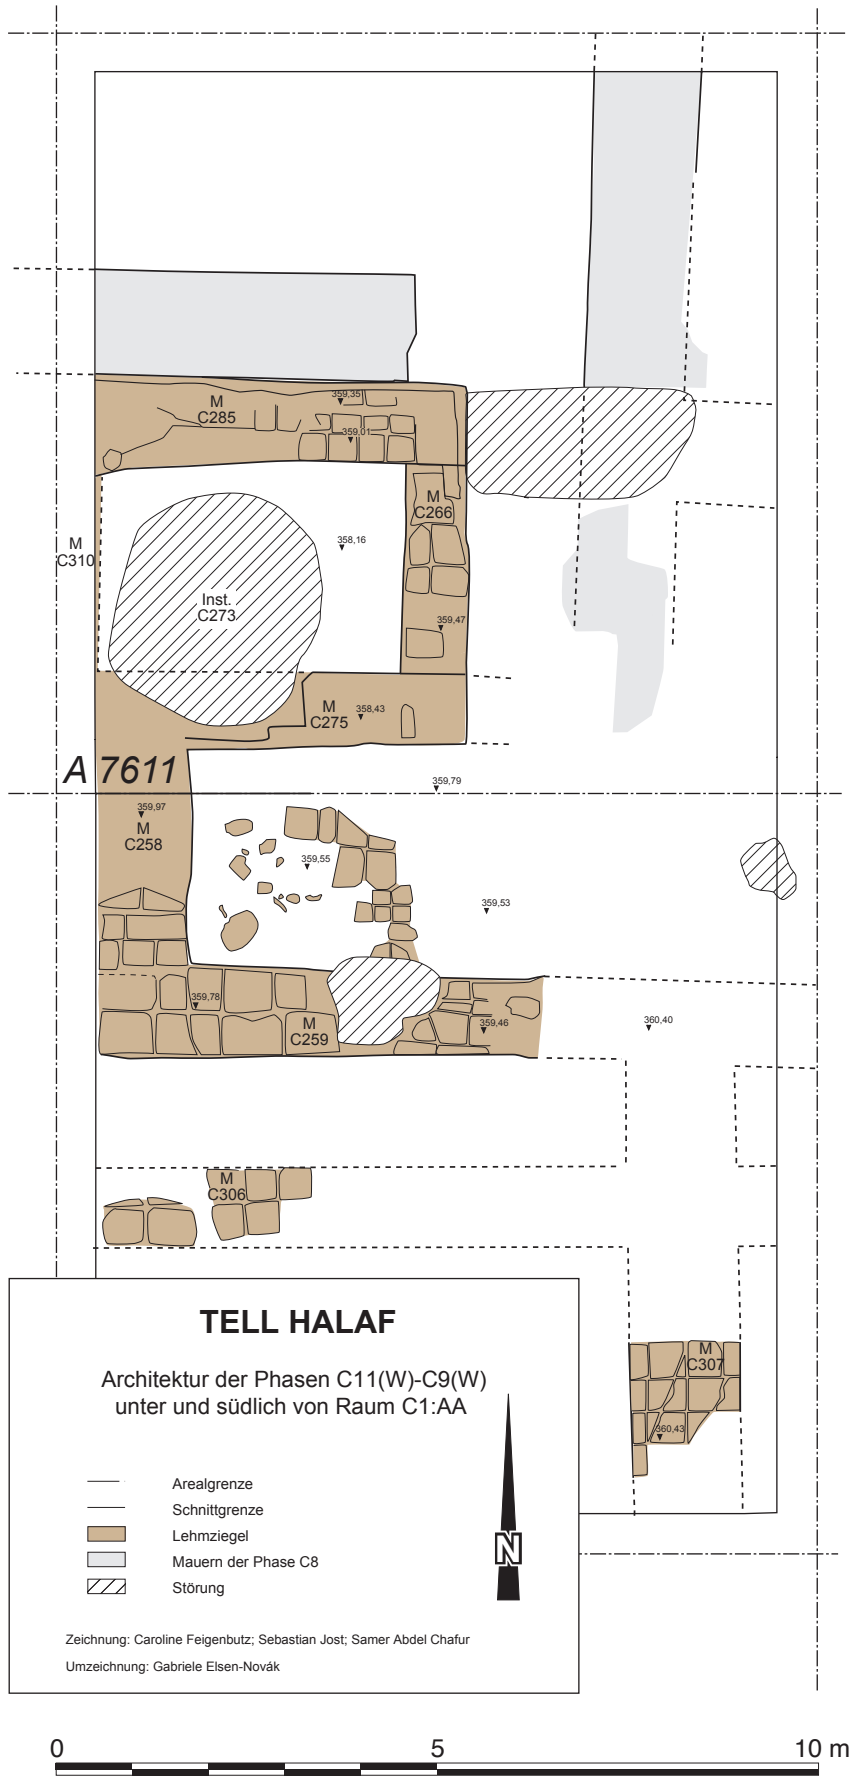 359,35
M
C285
359,01
M
C266
M
C310
358,16
Inst.
C273
359,47
M
C275
358,43
A 7611
359,79
359,97
M
C258
359,55
359,53
359,78
M
C259
359,46
360,40
M
C306
M
C307
360,43
TELL HALAF
Architektur der Phasen C11(W)-C9(W)
unter und südlich von Raum C1:AA
Arealgrenze
Schnittgrenze
Lehmziegel
Mauern der Phase C8
Störung
N
Zeichnung: Caroline Feigenbutz; Sebastian Jost; Samer Abdel Chafur
Umzeichnung: Gabriele Elsen-Novák
0 5 10 m